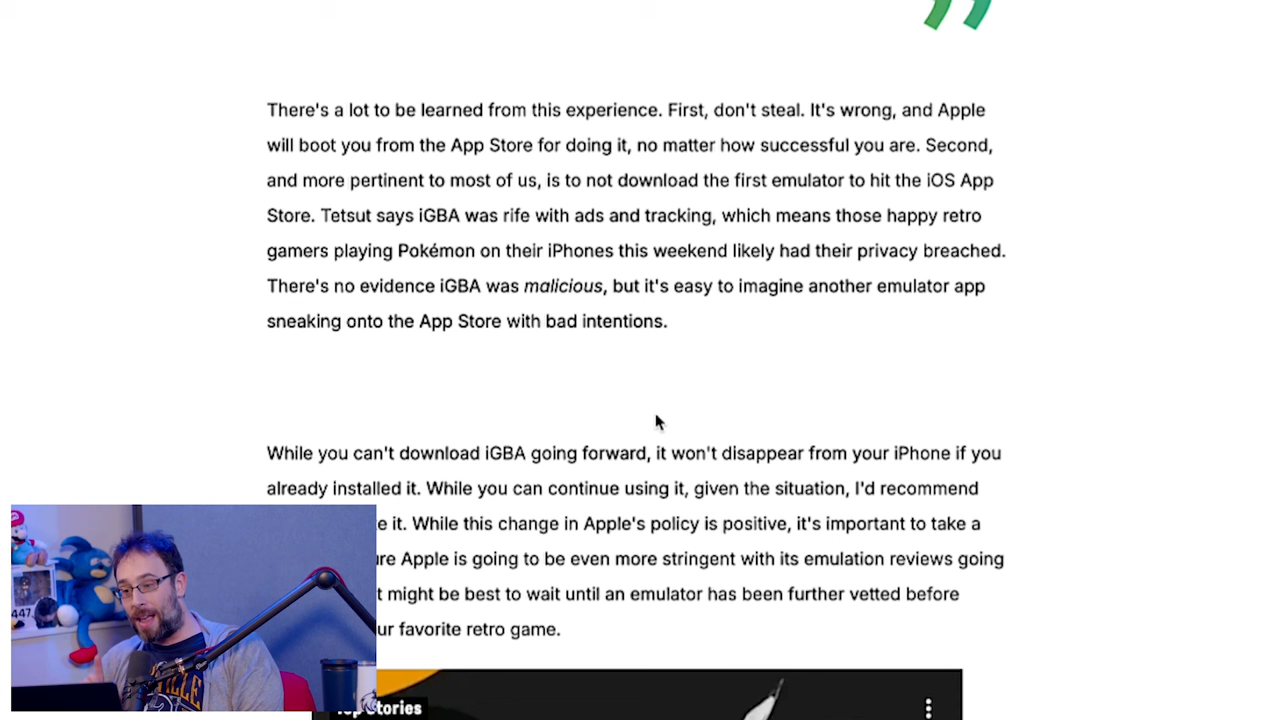 There's a lot to be learned from this experience. First, don't steal. It's wrong, and Apple
will boot you from the App Store for doing it, no matter how successful you are. Second,
and more pertinent to most of us, is to not download the first emulator to hit the iOS App
Store. Tetsut says iGBA was rife with ads and tracking, which means those happy retro
gamers playing Pokémon on their iPhones this weekend likely had their privacy breached.
There's no evidence iGBA was malicious, but it's easy to imagine another emulator app
sneaking onto the App Store with bad intentions.
While you can't download iGBA going forward, it won't disappear from your iPhone if you
already installed it. While you can continue using it, given the situation, I'd recommend
it. While this change in Apple's policy is positive, it's important to take a
Apple is going to be even more stringent with its emulation reviews going
might be best to wait until an emulator has been further vetted before
favorite retro game.
Top Stories
447